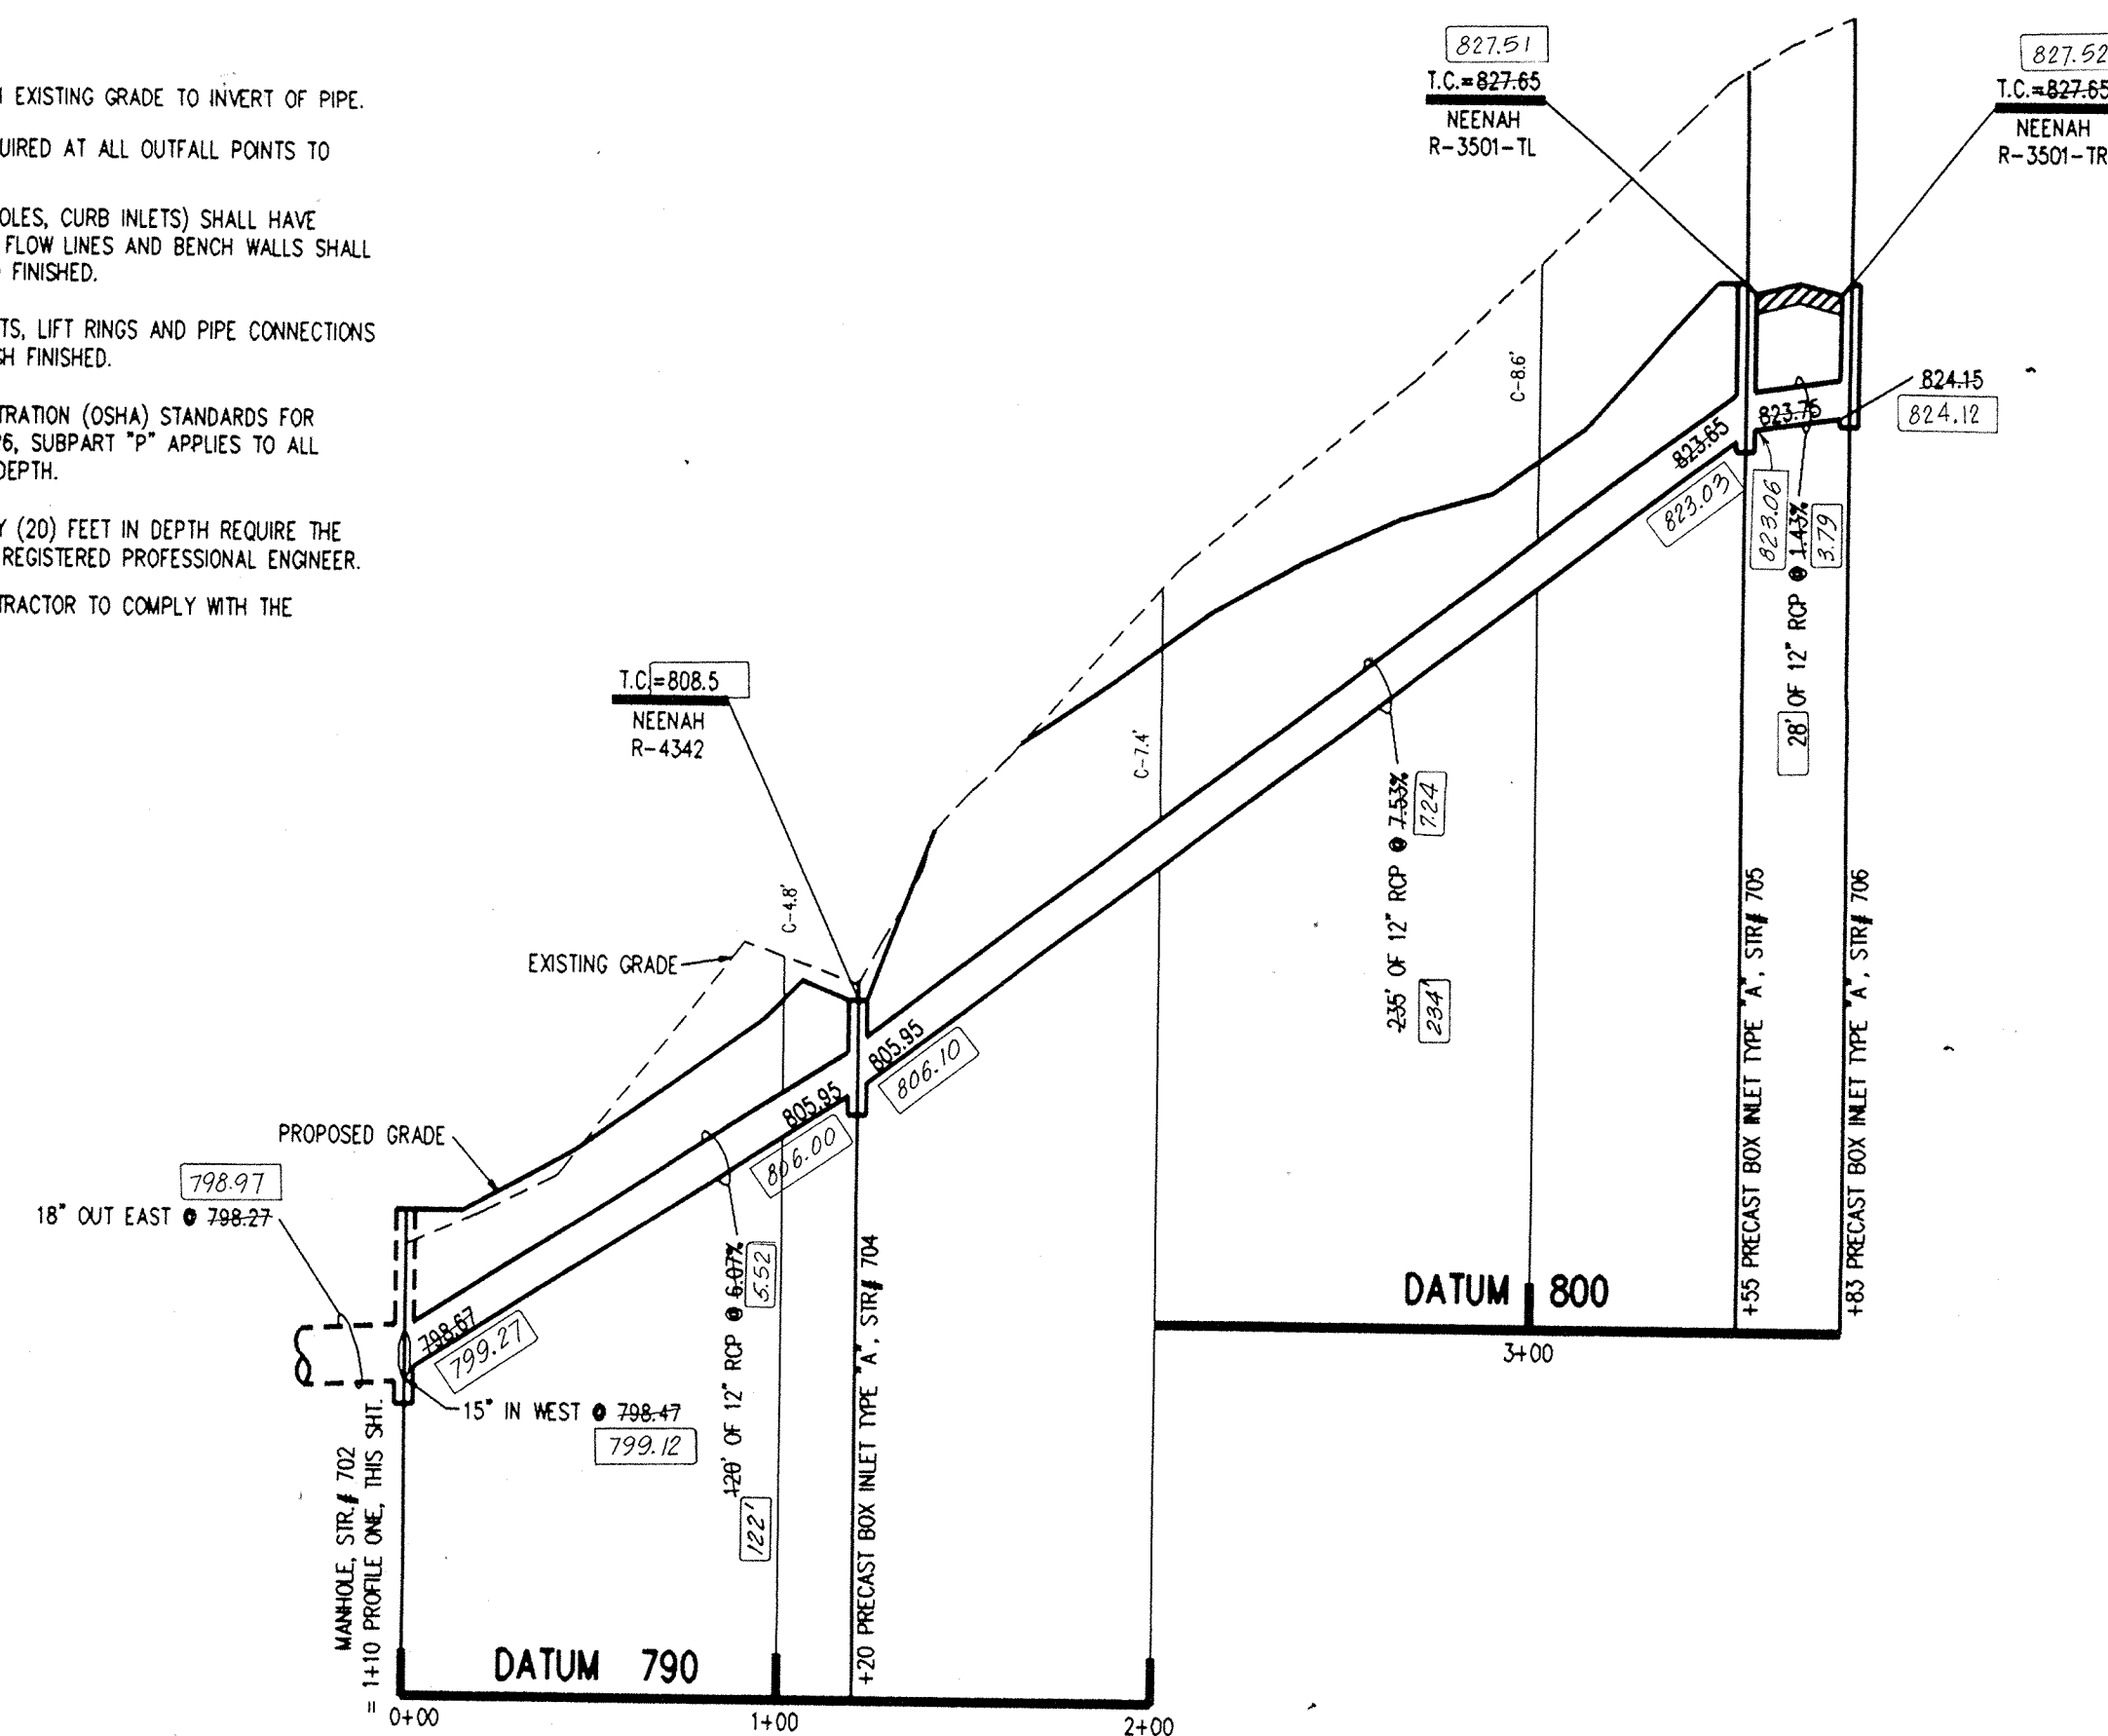 EXISTING GRADE TO INVERT OF PIPE.
UIRED AT ALL OUTFALL POINTS TO
OLES, CURB INLETS) SHALL HAVE
FLOW LINES AND BENCH WALLS SHALL
FINISHED.
TS, LIFT RINGS AND PIPE CONNECTIONS
SH FINISHED.
TRATION (OSHA) STANDARDS FOR
26, SUBPART "P" APPLIES TO ALL
DEPTH.
Y (20) FEET IN DEPTH REQUIRE THE
REGISTERED PROFESSIONAL ENGINEER.
TRACTOR TO COMPLY WITH THE
827.51
T.C.=827.65
NEENAH
R-3501-TL
827.52
T.C.=827.65
NEENAH
R-3501-TR
C-8.6'
824.15
824.12
823.75
823.65
823.03
823.06
28' OF 12" RCP @ 1.43%
3.79
T.C.=808.5
NEENAH
R-4342
C-7.4'
235' OF 12" RCP @ 7.53%
7.24
234'
C-4.8'
EXISTING GRADE
805.95
806.10
805.95
806.00
PROPOSED GRADE
798.97
18" OUT EAST @ 798.27
798.67
799.27
15" IN WEST @ 798.47
799.12
120' OF 12" RCP @ 6.07%
5.52
122'
MANHOLE, STR.# 702
= 1+10 PROFILE ONE, THIS SHT.
+20 PRECAST BOX INLET TYPE "A", STR# 704
+55 PRECAST BOX INLET TYPE "A", STR# 705
+83 PRECAST BOX INLET TYPE "A", STR# 706
DATUM 800
3+00
DATUM 790
0+00
1+00
2+00